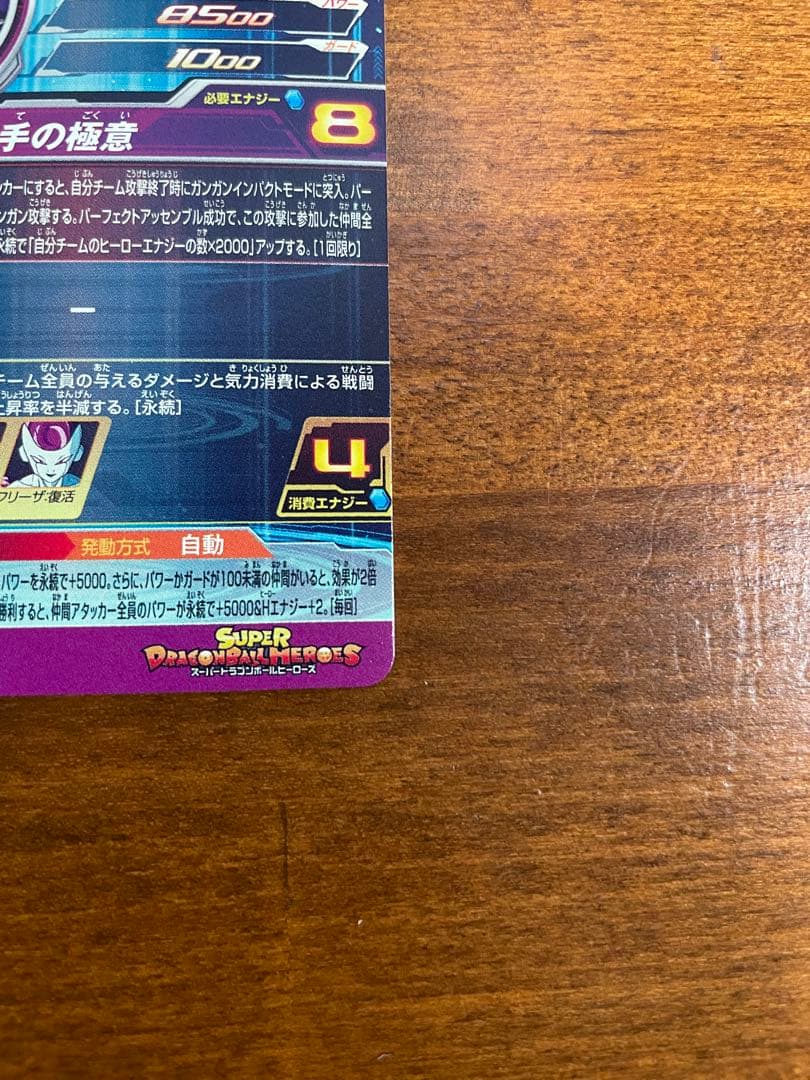 パワー
8500
ガード
1000
必要エナジー 8
手の極意
ンカーにすると、自分チーム攻撃終了時にガンガンインパクトモードに突入。パー
ンガン攻撃する。パーフェクトアッセンブル成功で、この攻撃に参加した仲間全
永続で「自分チームのヒーローエナジーの数×2000」アップする。[1回限り]
ー
チーム全員の与えるダメージと気力消費による戦闘
上昇率を半減する。[永続]
フリーザ:復活
4
消費エナジー
発動方式 自動
パワーを永続で+5000。さらに、パワーかガードが100未満の仲間がいると、効果が2倍
勝利すると、仲間アタッカー全員のパワーが永続で+5000&Hエナジー+2。[毎回]
SUPER
DRAGONBALL HEROES
スーパードラゴンボールヒーローズ